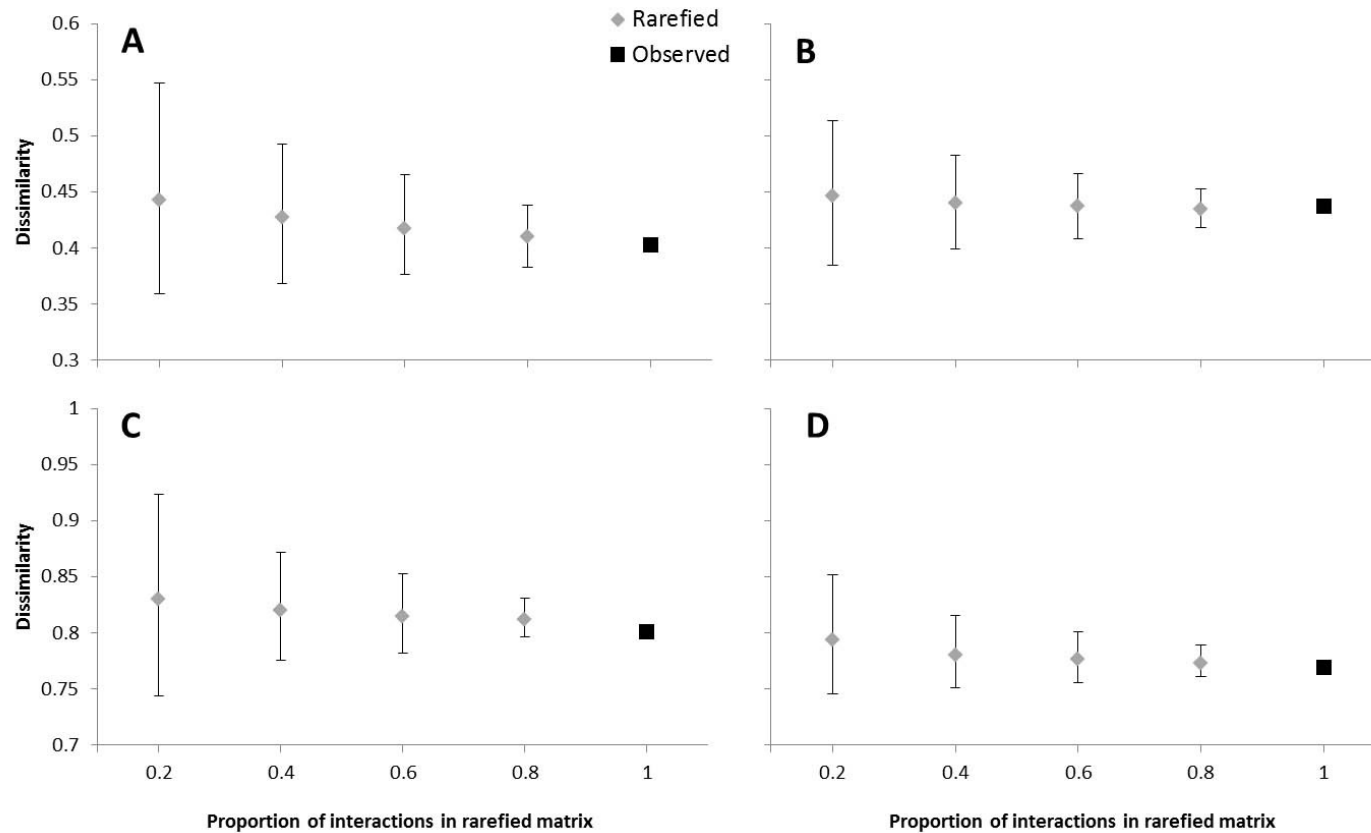 Rarefied
Observed
A
0.6
0.55
0.5
0.45
0.4
0.35
0.3
Dissimilarity
B
C
1
0.95
0.9
0.85
0.8
0.75
0.7
Dissimilarity
0.2 0.4 0.6 0.8 1
Proportion of interactions in rarefied matrix
D
0.2 0.4 0.6 0.8 1
Proportion of interactions in rarefied matrix